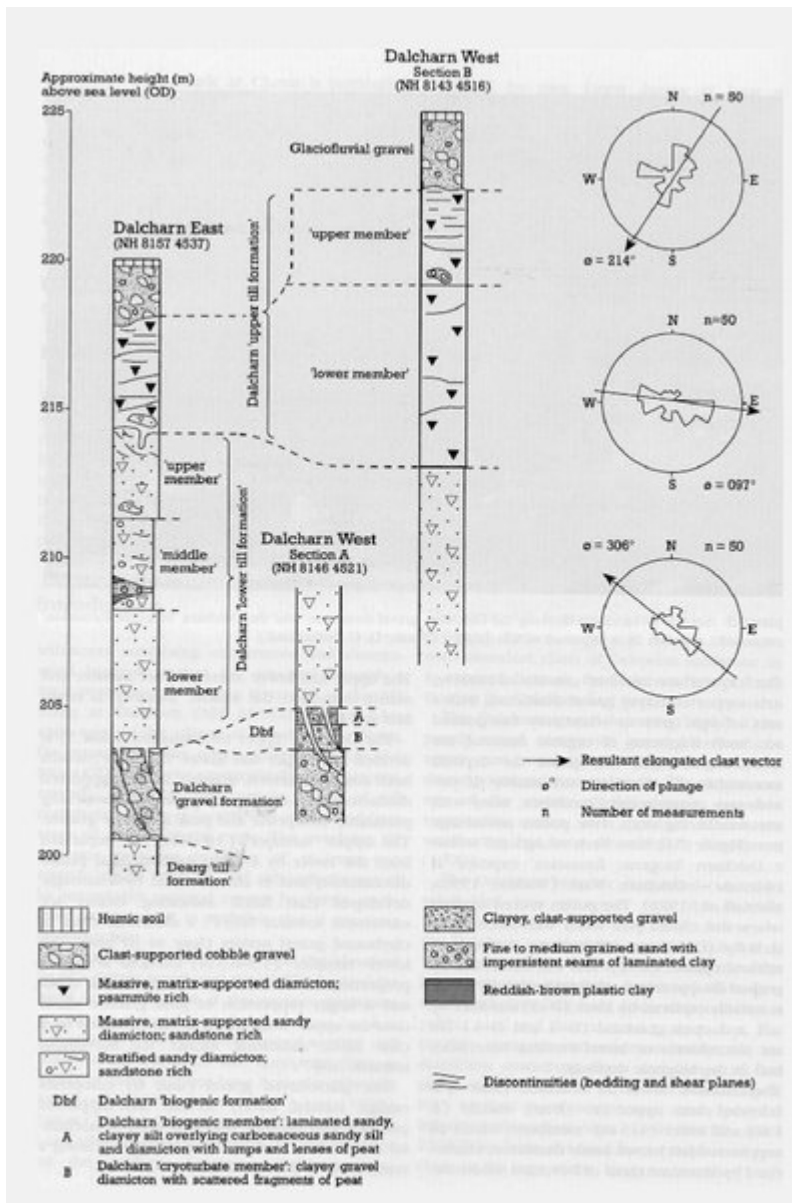 Approximate height (m)
above sea level (OD)
225
220
215
210
205
200
Dalcharn West
Section B
(NH 8143 4516)
Glaciofluvial gravel
'upper member'
'lower member'
Dalcharn 'upper till formation'
Dalcharn East
(NH 8157 4537)
'upper
member'
'middle
member'
'lower
member'
Dalcharn 'lower till formation'
Dalcharn
'gravel formation'
Dearg 'till
formation'
Dalcharn West
Section A
(NH 8146 4521)
Dbf
A
B
N n = 50
W E
S
ø = 214°
N n=50
W E
S
ø = 097°
ø = 306° N n = 50
W E
S
Resultant elongated clast vector
ø° Direction of plunge
n Number of measurements
Humic soil
Clast-supported cobble gravel
Massive, matrix-supported diamicton;
psammite rich
Massive, matrix-supported sandy
diamicton; sandstone rich
Stratified sandy diamicton;
sandstone rich
Dbf Dalcharn 'biogenic formation'
A Dalcharn 'biogenic member': laminated sandy,
clayey silt overlying carbonaceous sandy silt
and diamicton with lumps and lenses of peat
B Dalcharn 'cryoturbate member': clayey gravel
diamicton with scattered fragments of peat
Clayey, clast-supported gravel
Fine to medium grained sand with
impersistent seams of laminated clay
Reddish-brown plastic clay
Discontinuities (bedding and shear planes)